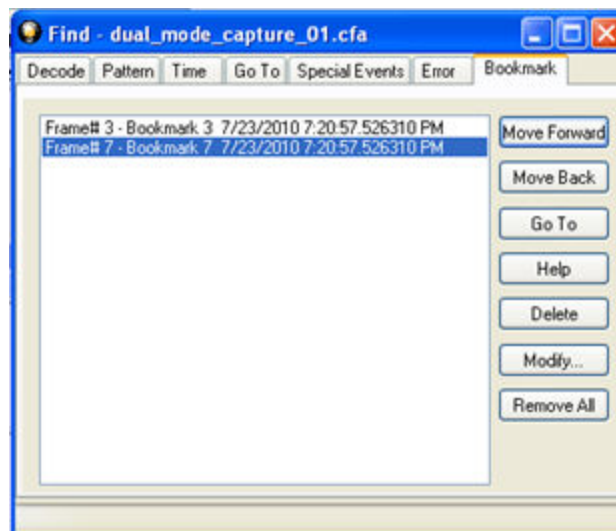 Find - dual_mode_capture_01.cfa
Decode Pattern Time Go To Special Events Error Bookmark
Frame# 3 - Bookmark 3 7/23/2010 7:20:57.526310 PM
Frame# 7 - Bookmark 7 7/23/2010 7:20:57.526310 PM
Move Forward
Move Back
Go To
Help
Delete
Modify...
Remove All